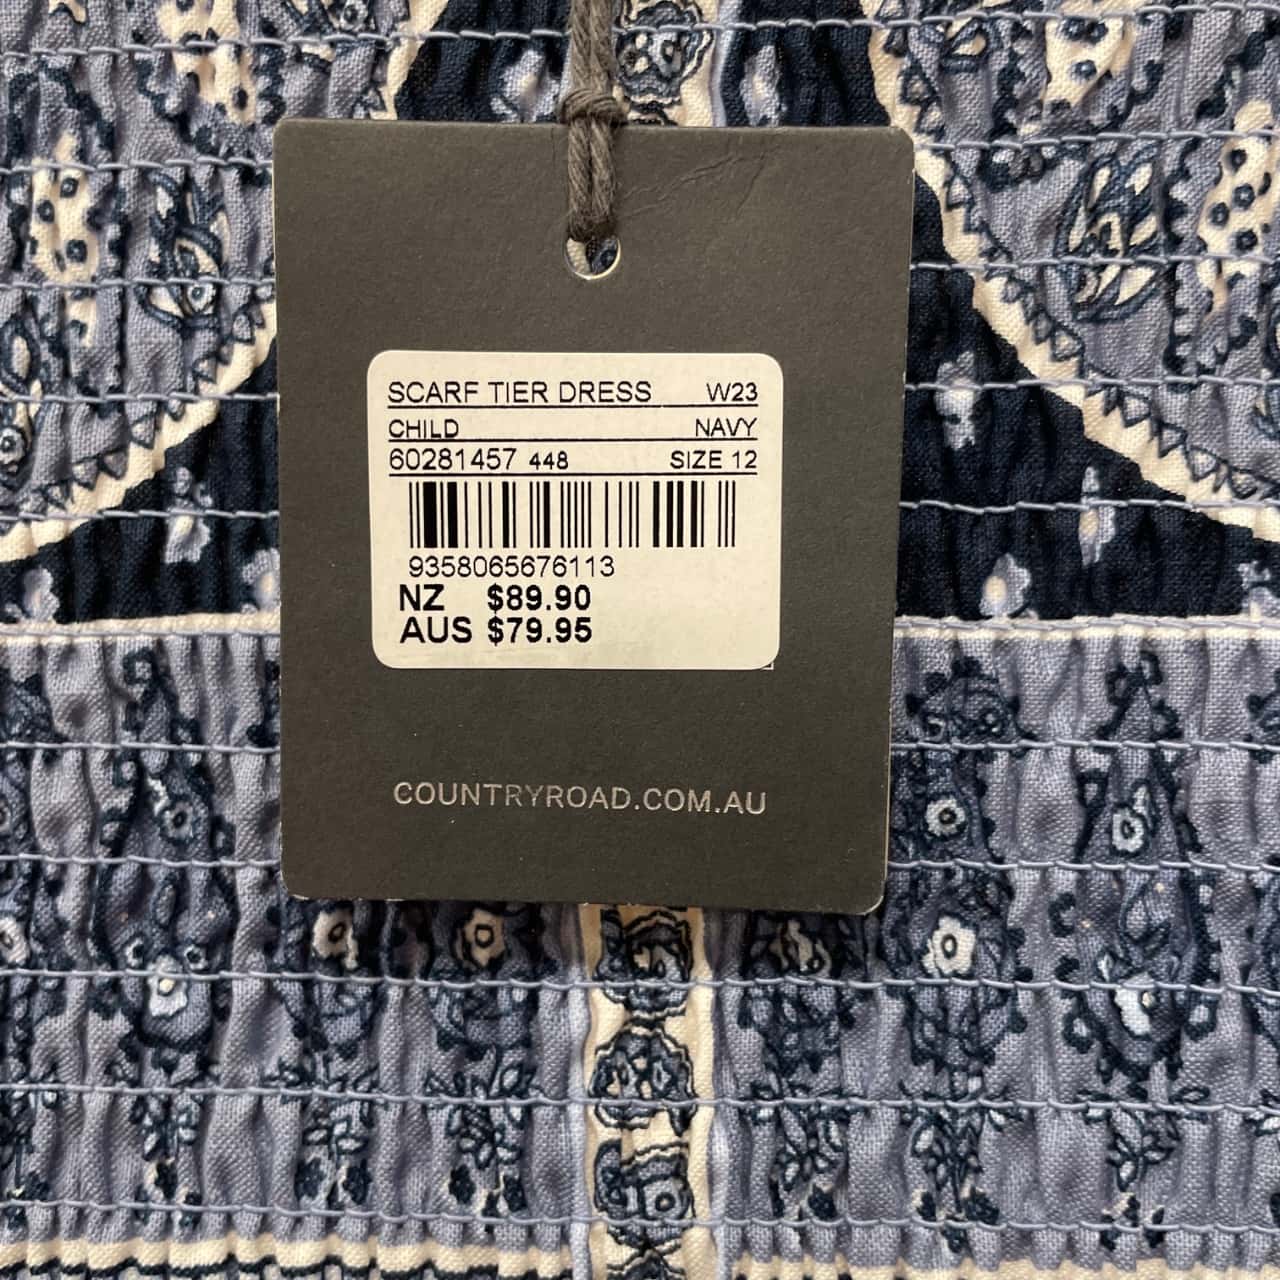 SCARF TIER DRESS W23
CHILD NAVY
60281457 448 SIZE 12
9358065676113
NZ $89.90
AUS $79.95
COUNTRYROAD.COM.AU